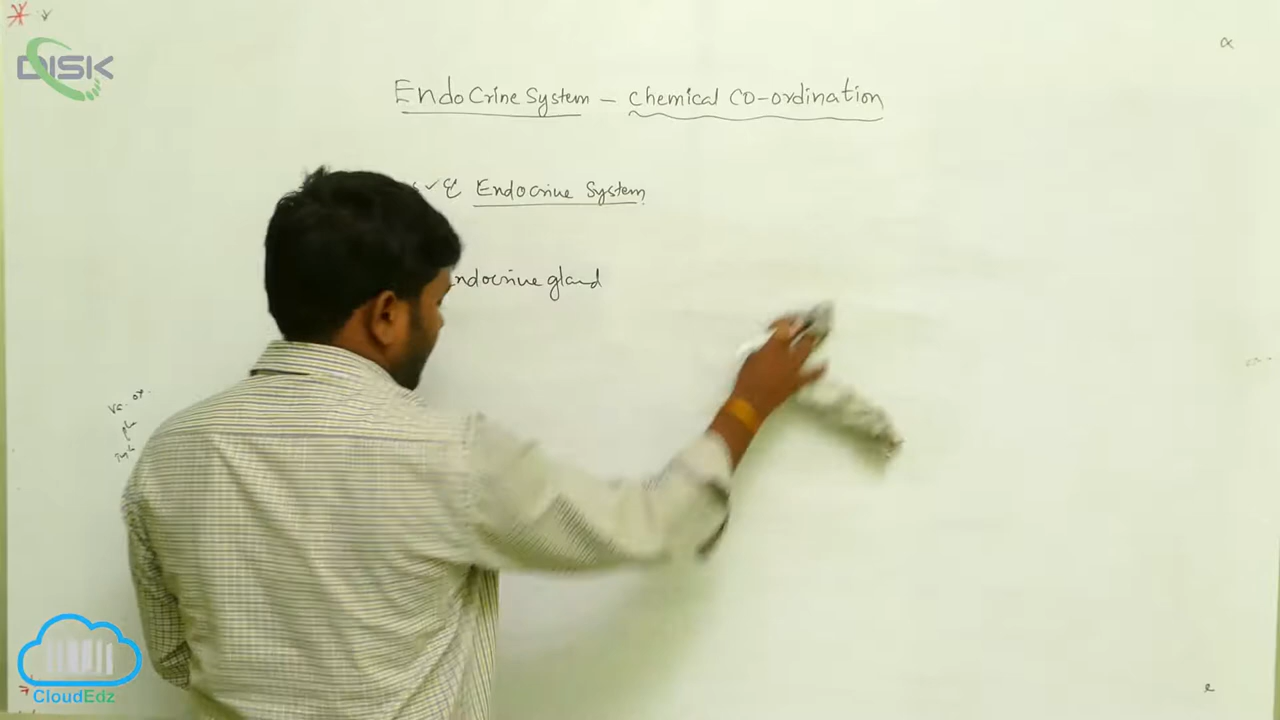 DISK
EndoCrine System – Chemical Co-ordination
Endocrine System
ndocrine gland
CloudEdz